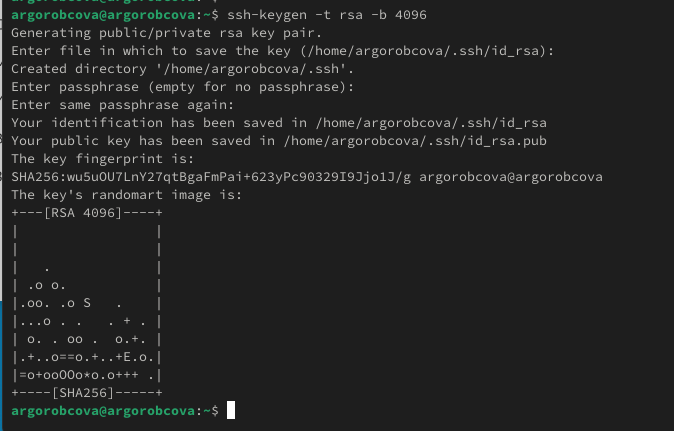 argorobcova@argorobcova:~$ ssh-keygen -t rsa -b 4096
Generating public/private rsa key pair.
Enter file in which to save the key (/home/argorobcova/.ssh/id_rsa):
Created directory '/home/argorobcova/.ssh'.
Enter passphrase (empty for no passphrase):
Enter same passphrase again:
Your identification has been saved in /home/argorobcova/.ssh/id_rsa
Your public key has been saved in /home/argorobcova/.ssh/id_rsa.pub
The key fingerprint is:
SHA256:wu5uOU7LnY27qtBgaFmPai+623yPc90329I9Jjo1J/g argorobcova@argorobcova
The key's randomart image is:
+---[RSA 4096]----+
|                 |
|                 |
|   .             |
| .o o.           |
|.oo. .o S   .    |
|...o . .   . + . |
| o. . oo .  o.+. |
|.+..o==o.+..+E.o.|
|=o+ooOOo*o.o+++ .|
+----[SHA256]-----+
argorobcova@argorobcova:~$